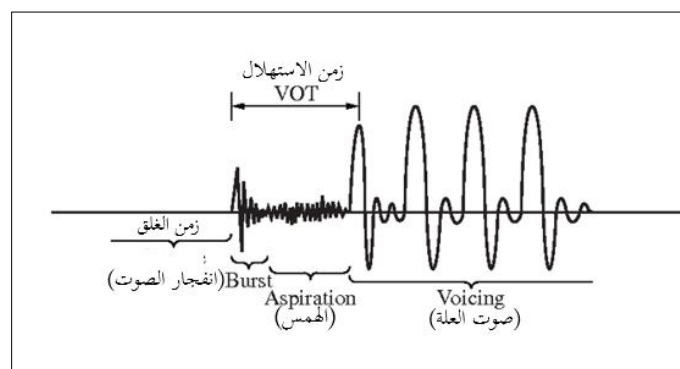 زمن الاستهلال
VOT
زمن الغلق
(انفجار الصوت) Burst
Aspiration
(الهمس)
Voicing
(صوت العلة)